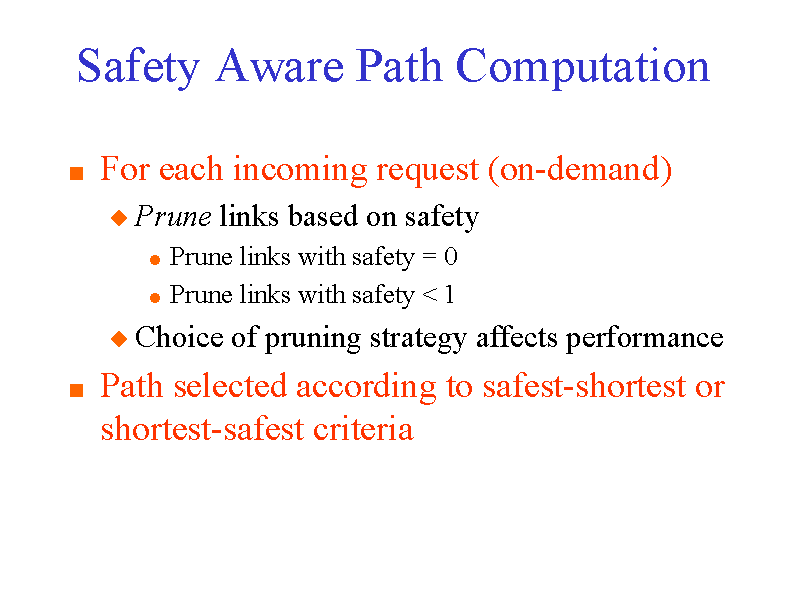 Safety Aware Path Computation
For each incoming request (on-demand)
Prune links based on safety
Prune links with safety = 0
Prune links with safety < 1
Choice of pruning strategy affects performance
Path selected according to safest-shortest or
shortest-safest criteria